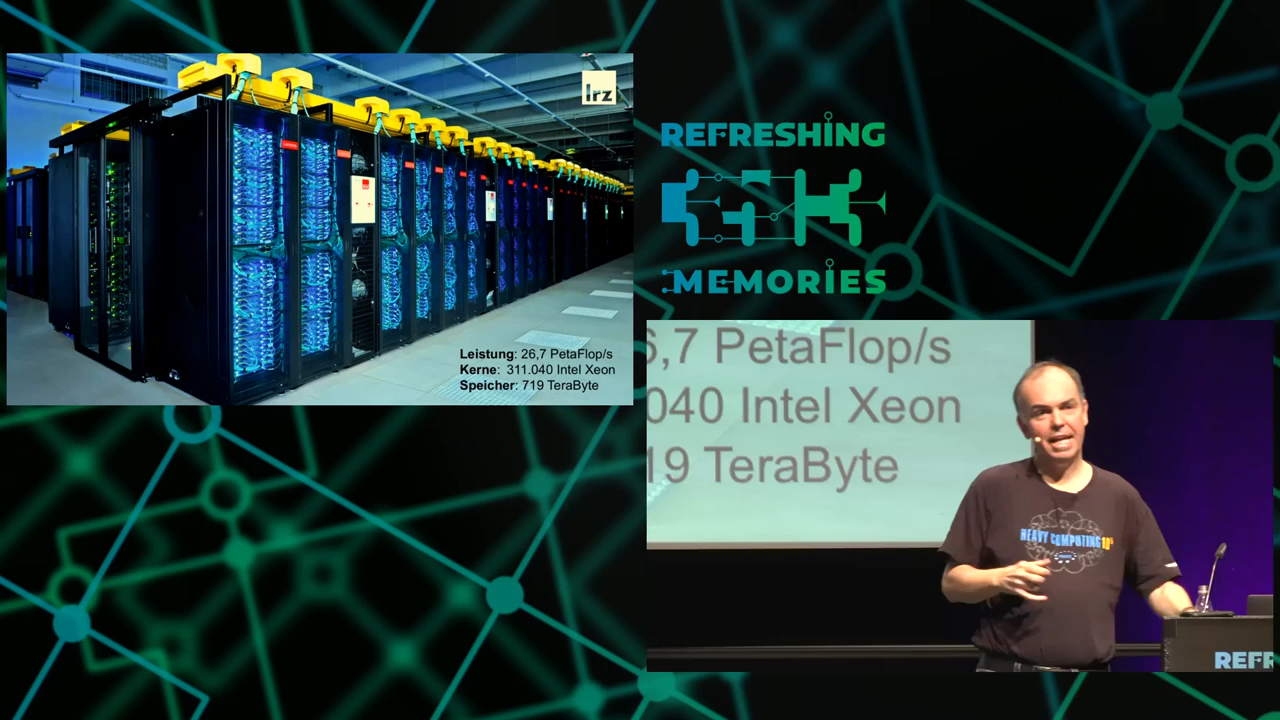 lrz
Leistung: 26,7 PetaFlop/s
Kerne: 311.040 Intel Xeon
Speicher: 719 TeraByte
REFRESHING
MEMORIES
6,7 PetaFlop/s
040 Intel Xeon
19 TeraByte
HEAVY COMPUTING
REFR